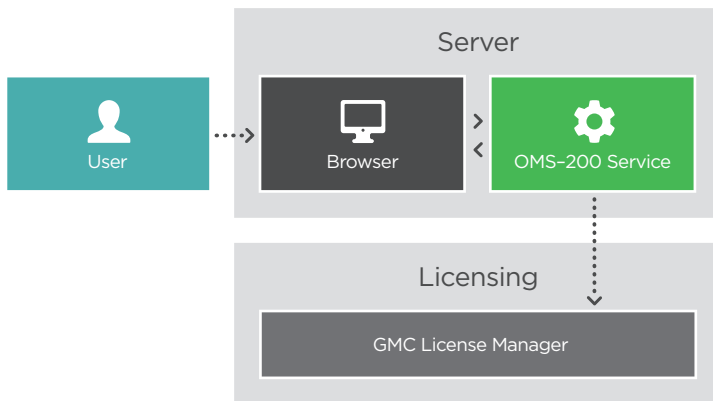 Server
User
Browser
OMS–200 Service
Licensing
GMC License Manager